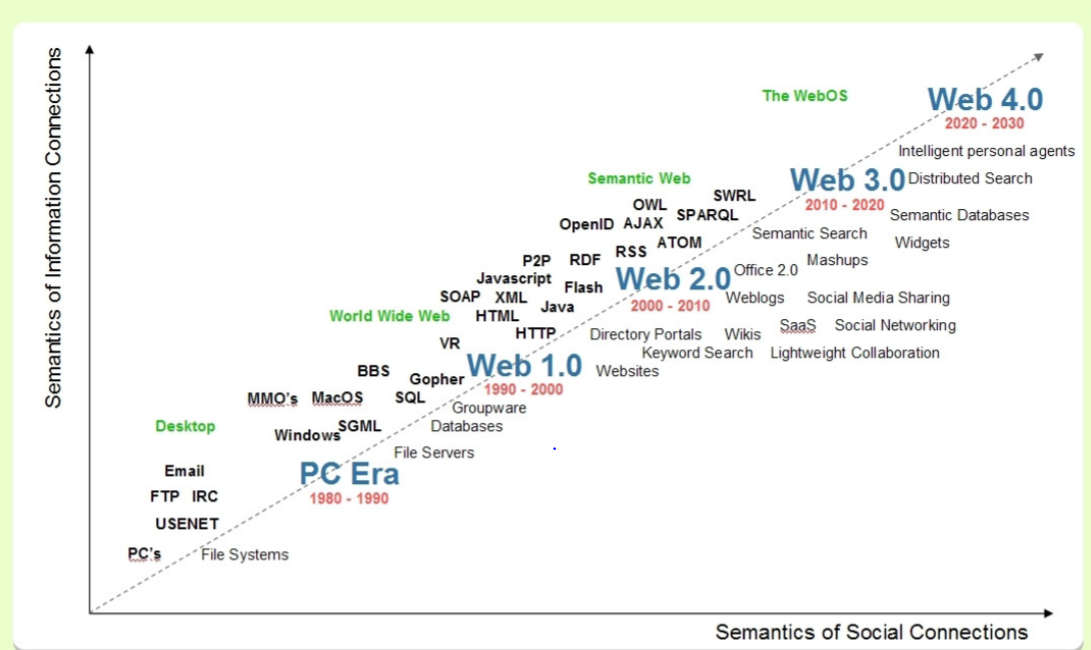 Semantics of Information Connections
The WebOS
Web 4.0
2020 - 2030
Intelligent personal agents
Semantic Web
Web 3.0
Distributed Search
2010 - 2020
SWRL
OWL
SPARQL
Semantic Databases
OpenID
AJAX
Semantic Search
ATOM
Widgets
P2P
RDF
RSS
Mashups
Office 2.0
Javascript
Web 2.0
Flash
SOAP
XML
2000 - 2010
Weblogs
Social Media Sharing
Java
World Wide Web
HTML
SaaS
Social Networking
HTTP
Directory Portals
Wikis
VR
Keyword Search
Lightweight Collaboration
BBS
Gopher
Web 1.0
Websites
1990 - 2000
MMO's
MacOS
SQL
Groupware
Desktop
SGML
Databases
Windows
File Servers
Email
PC Era
1980 - 1990
FTP
IRC
USENET
PC's
File Systems
Semantics of Social Connections